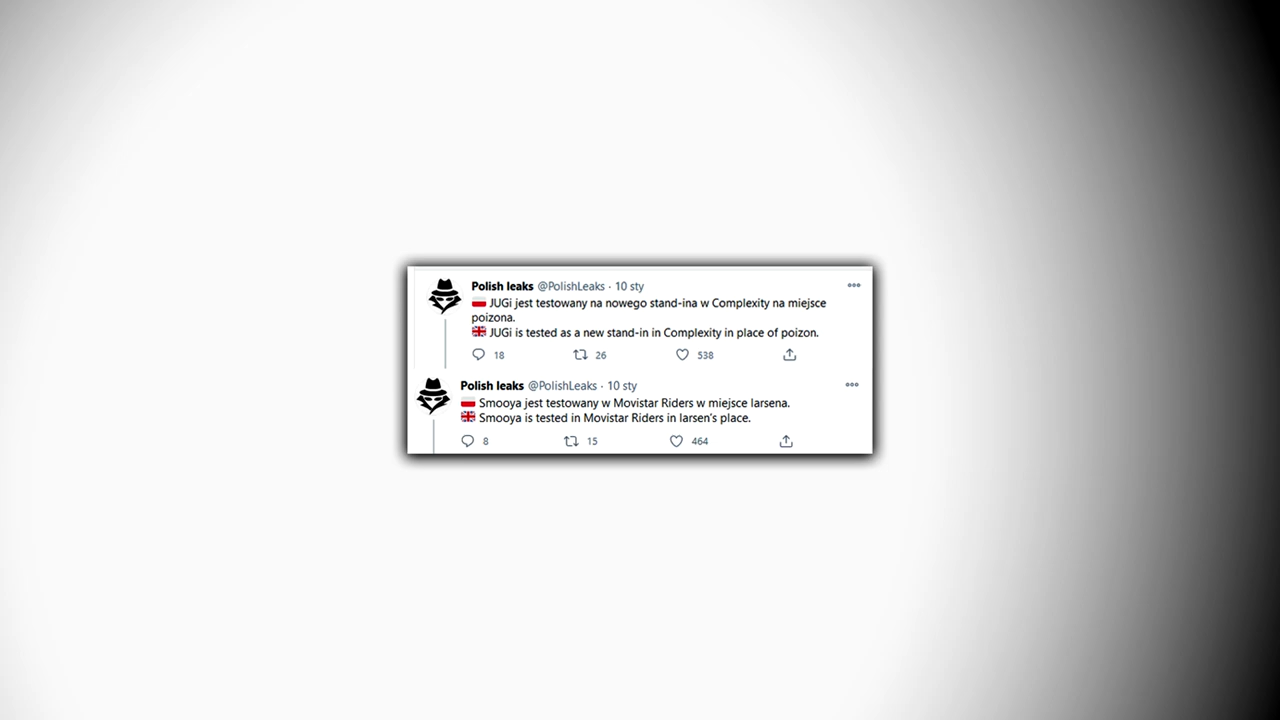 Polish leaks @PolishLeaks · 10 sty
JUGi jest testowany na nowego stand-ina w Complexity na miejsce
poizona.
JUGi is tested as a new stand-in in Complexity in place of poizon.
18 26 538
Polish leaks @PolishLeaks · 10 sty
Smooya jest testowany w Movistar Riders w miejsce larsena.
Smooya is tested in Movistar Riders in larsen's place.
8 15 464